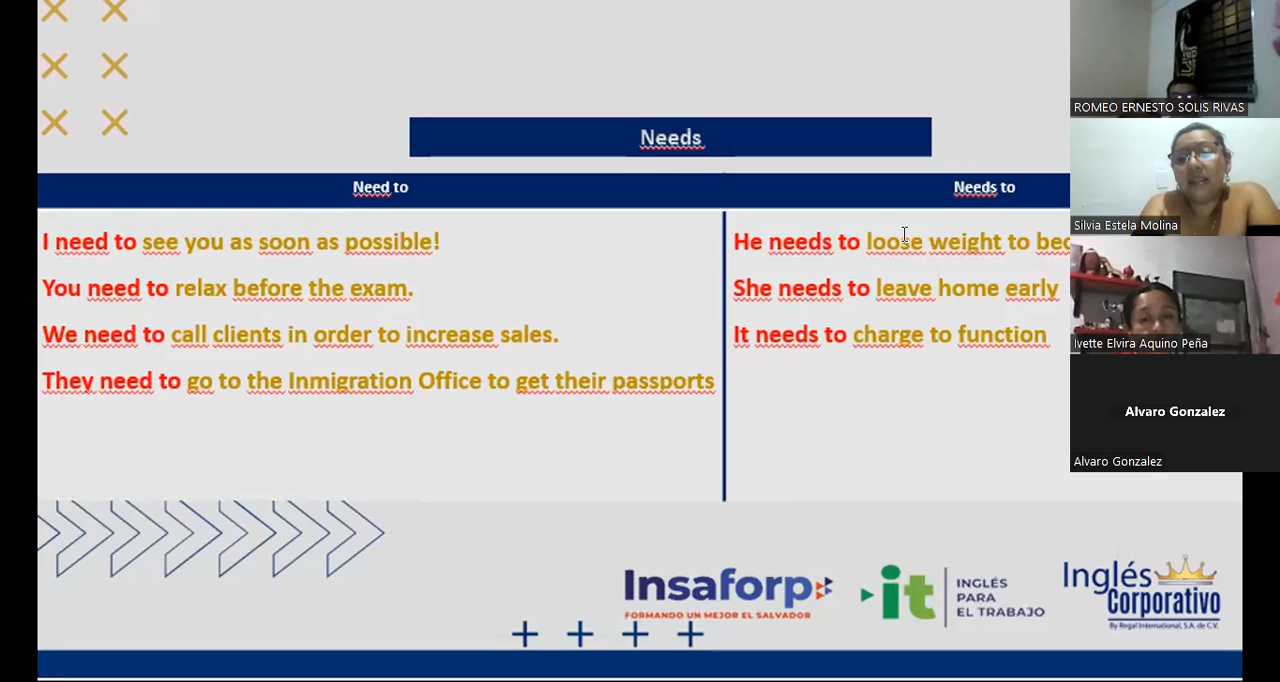 Needs
Need to
Needs to
I need to see you as soon as possible!
You need to relax before the exam.
We need to call clients in order to increase sales.
They need to go to the Inmigration Office to get their passports
He needs to loose weight to bec
She needs to leave home early
It needs to charge to function
ROMEO ERNESTO SOLIS RIVAS
Silvia Estela Molina
Ivette Elvira Aquino Peña
Alvaro Gonzalez
Alvaro Gonzalez
Insaforp
FORMANDO UN MEJOR EL SALVADOR
it
INGLÉS
PARA
EL TRABAJO
Inglés
Corporativo
By Regal International, S.A. de C.V.